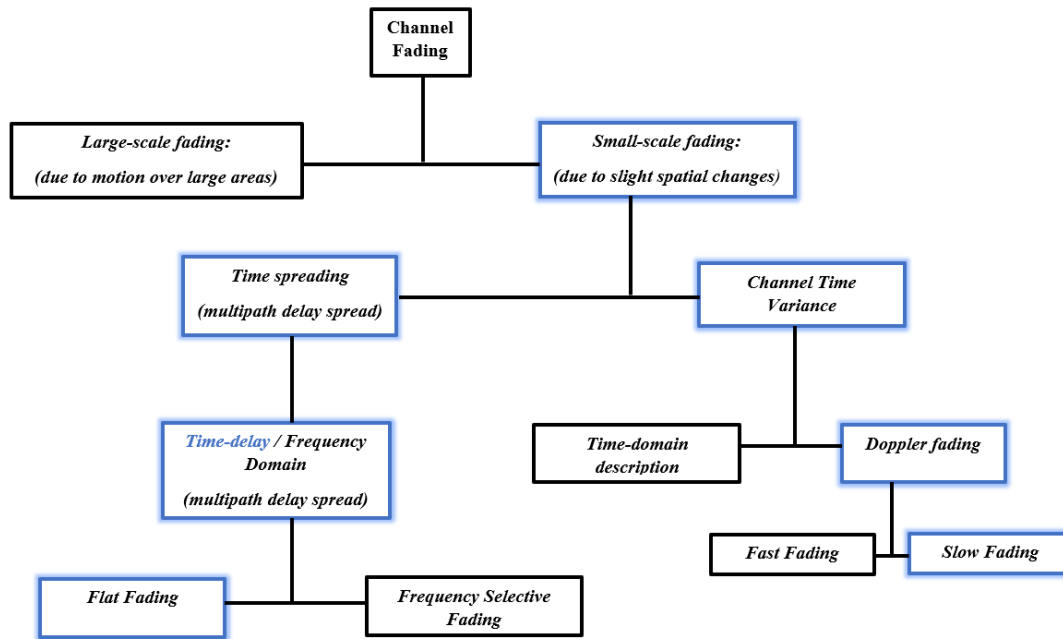 Channel
Fading
Large-scale fading:
(due to motion over large areas)
Small-scale fading:
(due to slight spatial changes)
Time spreading
(multipath delay spread)
Channel Time
Variance
Time-delay / Frequency
Domain
(multipath delay spread)
Time-domain
description
Doppler fading
Fast Fading
Slow Fading
Flat Fading
Frequency Selective
Fading